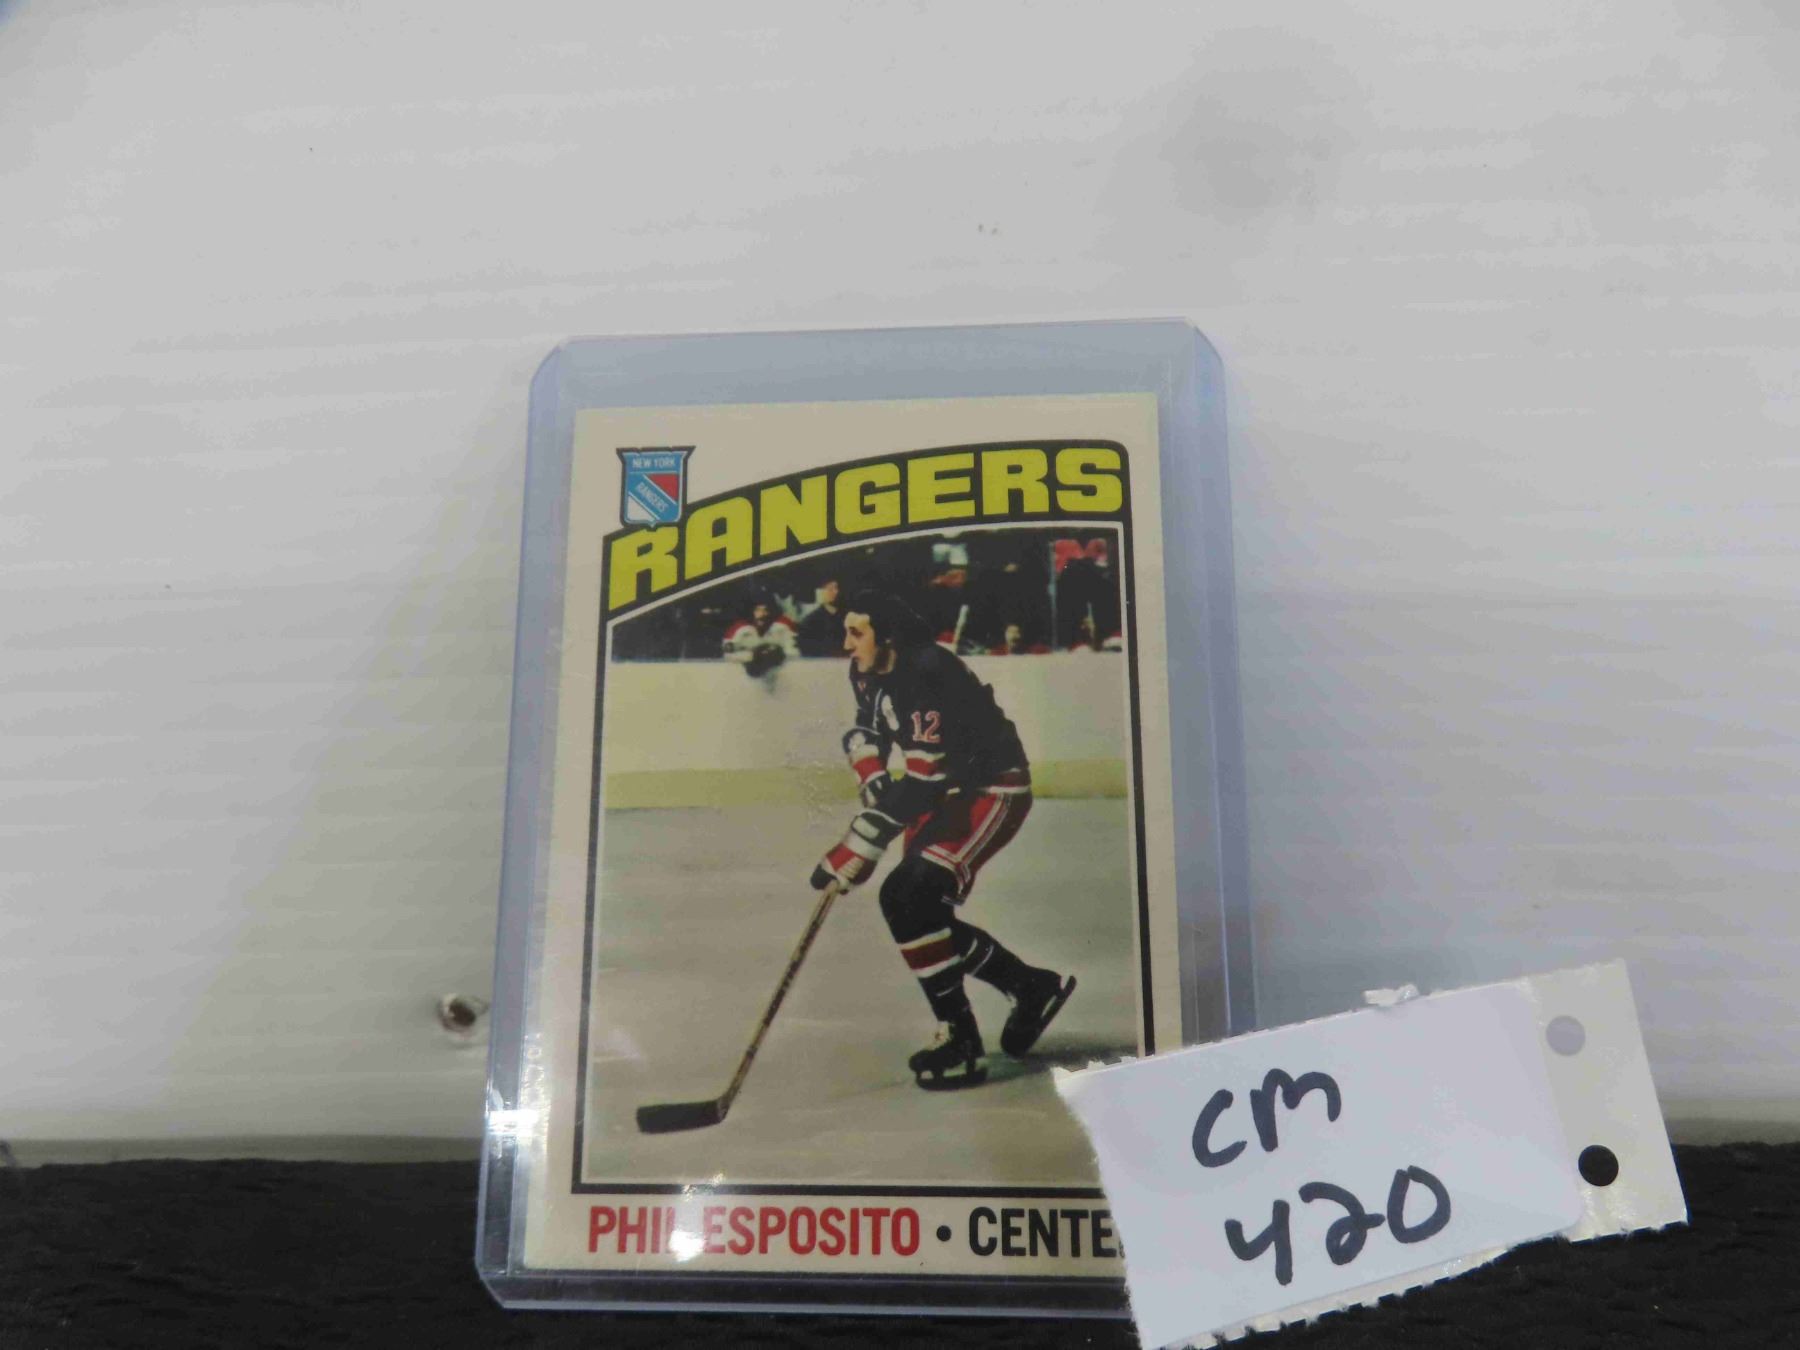 NEW YORK
RANGERS
RANGERS
12
PHIL ESPOSITO • CENTE
CM
420